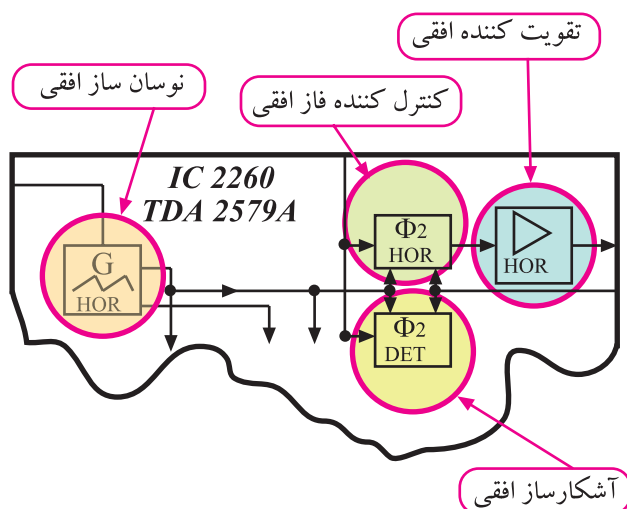 تقویت کننده افقی
نوسان ساز افقی
کنترل کننده فاز افقی
IC 2260
TDA 2579A
G
HOR
Φ2
HOR
HOR
Φ2
DET
آشکارساز افقی